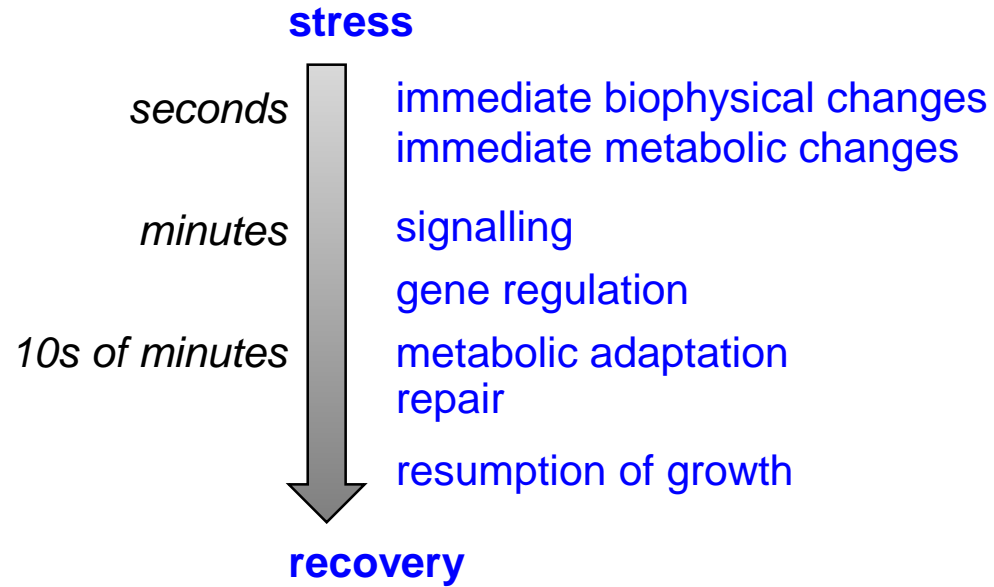 stress
seconds
immediate biophysical changes
immediate metabolic changes
minutes
signalling
gene regulation
10s of minutes
metabolic adaptation
repair
resumption of growth
recovery